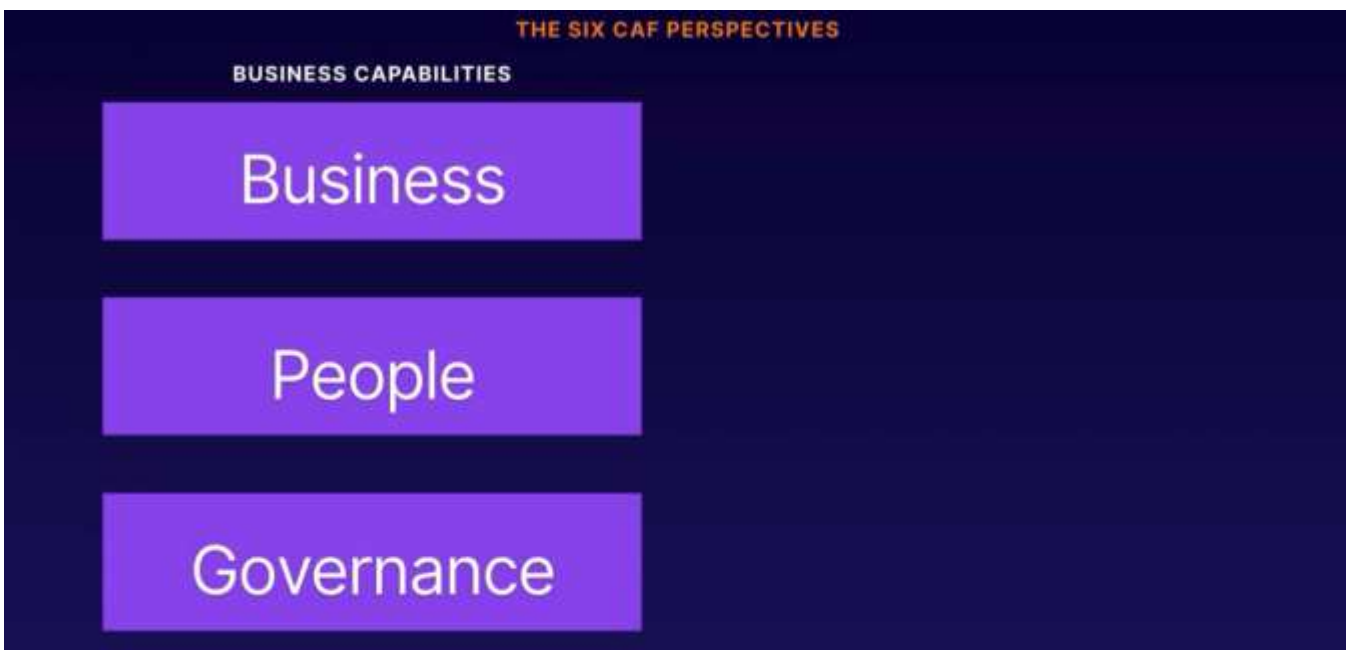 THE SIX CAF PERSPECTIVES
BUSINESS CAPABILITIES
Business
People
Governance